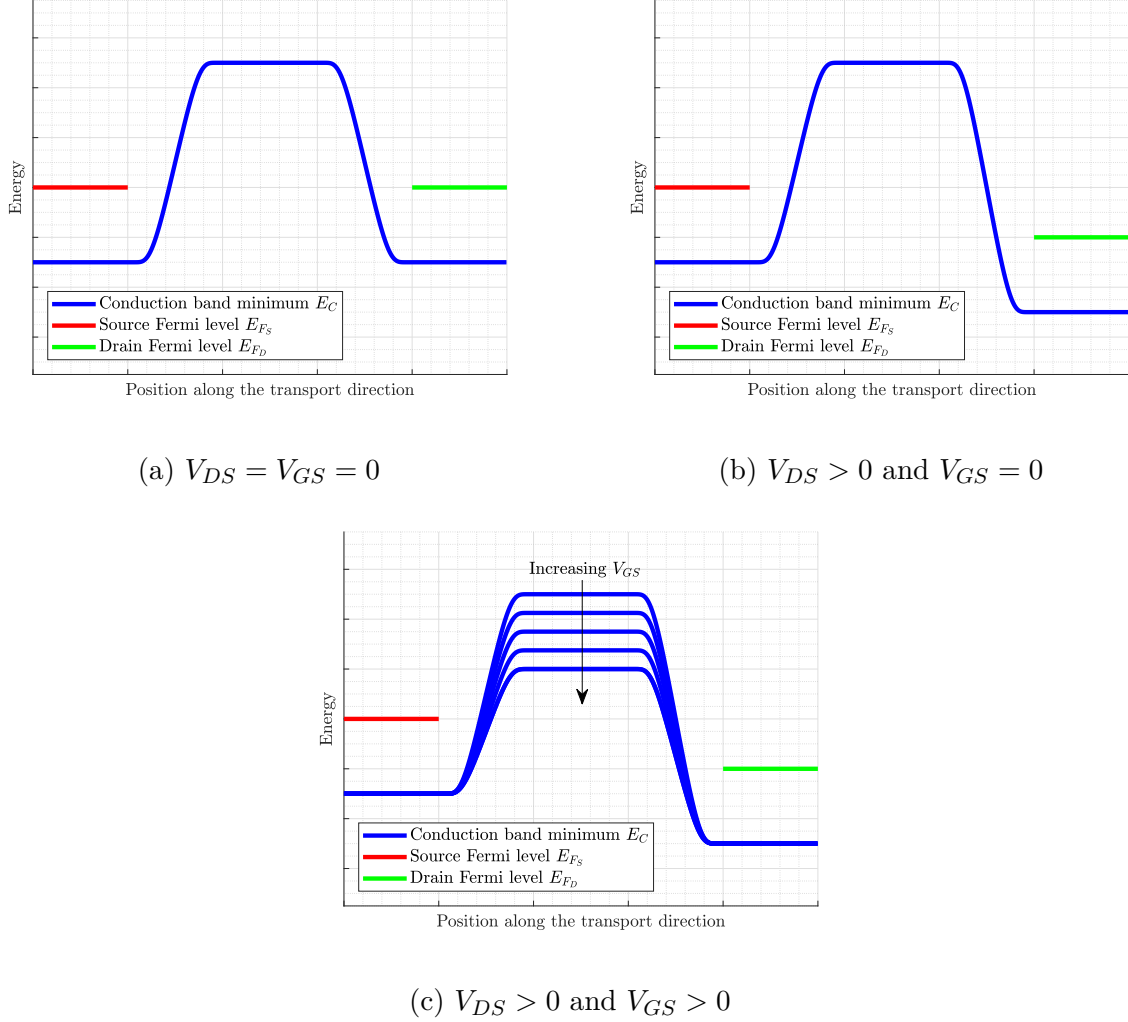 Energy
Conduction band minimum $E_C$
Source Fermi level $E_{F_S}$
Drain Fermi level $E_{F_D}$
Position along the transport direction
(a) $V_{DS} = V_{GS} = 0$
Energy
Conduction band minimum $E_C$
Source Fermi level $E_{F_S}$
Drain Fermi level $E_{F_D}$
Position along the transport direction
(b) $V_{DS} > 0$ and $V_{GS} = 0$
Increasing $V_{GS}$
Energy
Conduction band minimum $E_C$
Source Fermi level $E_{F_S}$
Drain Fermi level $E_{F_D}$
Position along the transport direction
(c) $V_{DS} > 0$ and $V_{GS} > 0$